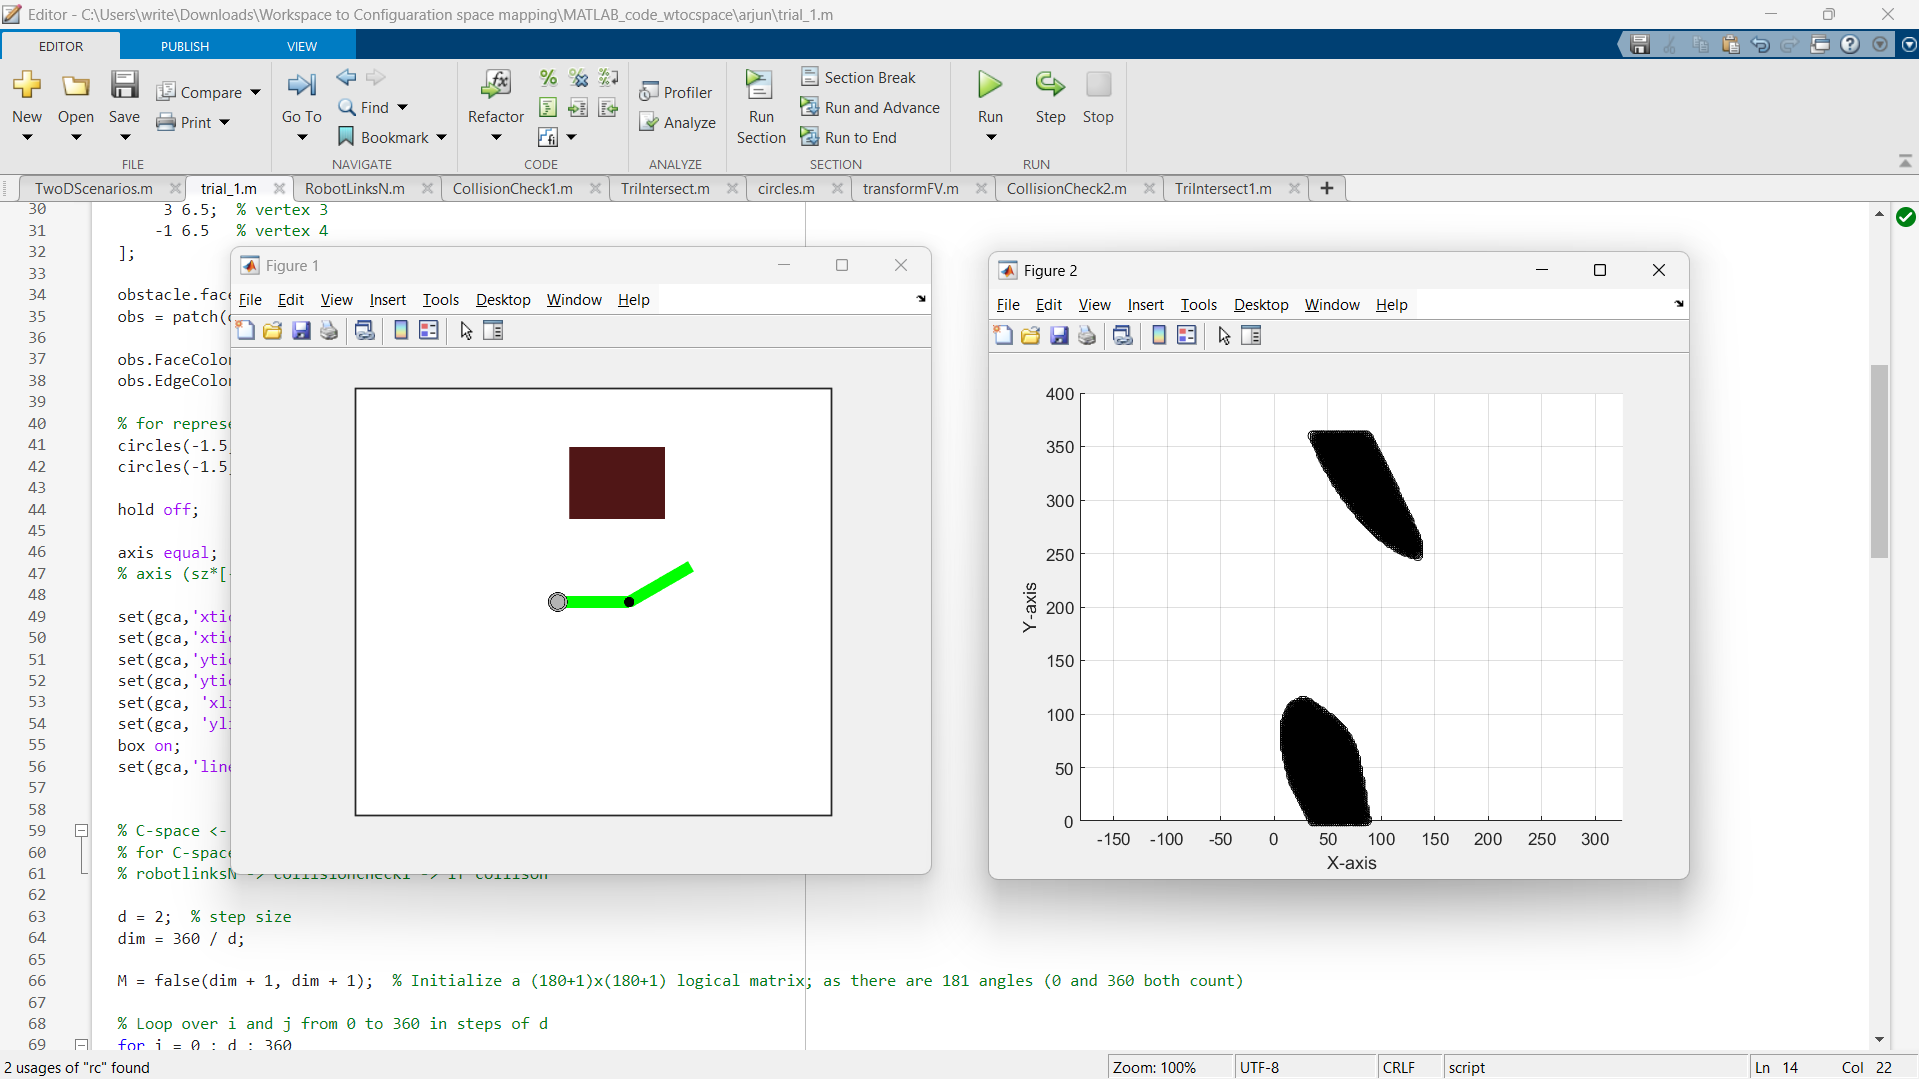 Editor - C:\Users\write\Downloads\Workspace to Configuaration space mapping\MATLAB_code_wtocspace\arjun\trial_1.m
EDITOR PUBLISH VIEW
New Open Save Compare Print
FILE
Go To Find Bookmark
NAVIGATE
Refactor
CODE
Profiler
Analyze
ANALYZE
Run Section Section Break
Run and Advance
Run to End
SECTION
Run Step Stop
RUN
TwoDScenarios.m trial_1.m RobotLinksN.m CollisionCheck1.m TriIntersect.m circles.m transformFV.m CollisionCheck2.m TriIntersect1.m
30 3 6.5; % vertex 3
31 -1 6.5 % vertex 4
32 ];
33
34 obstacle.face
35 obs = patch(
36
37 obs.FaceColo
38 obs.EdgeColo
39
40 % for repres
41 circles(-1.5
42 circles(-1.5
43
44 hold off;
45
46 axis equal;
47 % axis (sz*[
48
49 set(gca,'xti
50 set(gca,'xti
51 set(gca,'yti
52 set(gca,'yti
53 set(gca, 'xl
54 set(gca, 'yl
55 box on;
56 set(gca,'lin
57
58
59 % C-space <-
60 % for C-space
61 % robotlinksN -> collisioncheck1 -> if collison
62
63 d = 2; % step size
64 dim = 360 / d;
65
66 M = false(dim + 1, dim + 1); % Initialize a (180+1)x(180+1) logical matrix; as there are 181 angles (0 and 360 both count)
67
68 % Loop over i and j from 0 to 360 in steps of d
69 for i = 0 : d : 360
Figure 1
File Edit View Insert Tools Desktop Window Help
Figure 2
File Edit View Insert Tools Desktop Window Help
400
350
300
250
200
150
100
50
0
Y-axis
-150 -100 -50 0 50 100 150 200 250 300
X-axis
2 usages of "rc" found
Zoom: 100% UTF-8 CRLF script Ln 14 Col 22